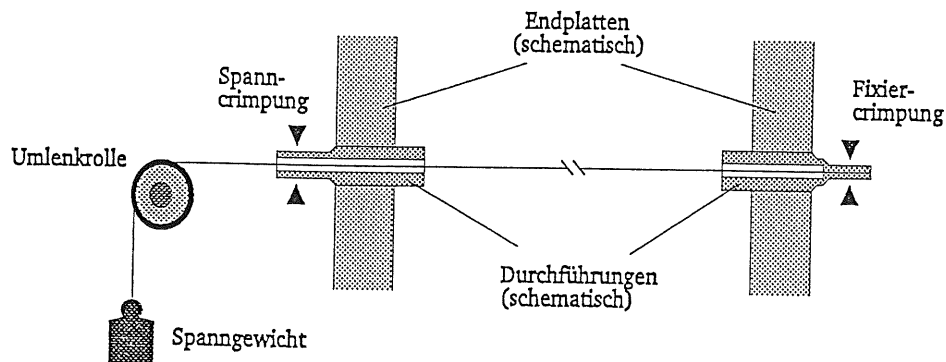 Endplatten
(schematisch)
Spann-
crimpung
Fixier-
crimpung
Umlenkrolle
Durchführungen
(schematisch)
Spanngewicht